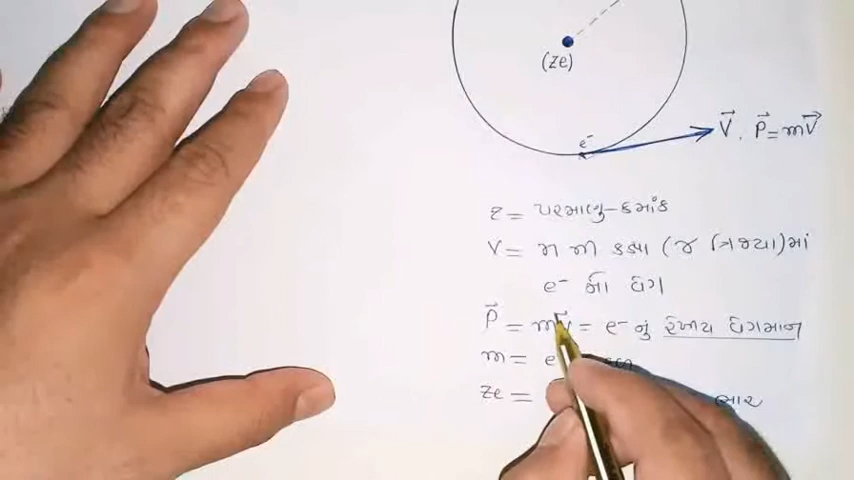 (ze)
e⁻
V⃗ , P⃗ = mV⃗
z = પરમાણુ-ક્રમાંક
v = n મી કક્ષા (r ત્રિજ્યા)માં
e⁻ નો વેગ
P⃗ = mv⃗ = e⁻ નું રેખીય વેગમાન
m = e
ze = ભાર